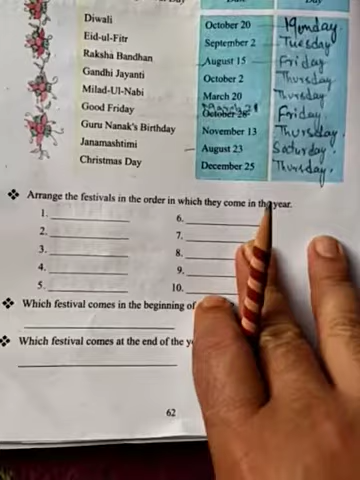 Diwali October 20 Monday
Eid-ul-Fitr September 2 Tuesday
Raksha Bandhan August 15 Friday
Gandhi Jayanti October 2 Thursday
Milad-Ul-Nabi March 20 Thursday
Good Friday October 28 March 21 Friday
Guru Nanak's Birthday November 13 Thursday
Janamashtimi August 23 Saturday
Christmas Day December 25 Thursday
Arrange the festivals in the order in which they come in the year.
1. 6.
2. 7.
3. 8.
4. 9.
5. 10.
Which festival comes in the beginning of
Which festival comes at the end of the y
62